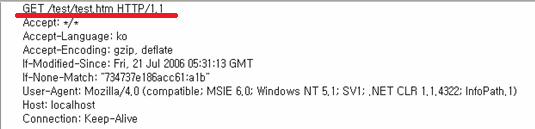 GET /test/test.htm HTTP/1.1
Accept: */*
Accept-Language: ko
Accept-Encoding: gzip, deflate
If-Modified-Since: Fri, 21 Jul 2006 05:31:13 GMT
If-None-Match: "734737e186acc61:a1b"
User-Agent: Mozilla/4.0 (compatible; MSIE 6.0; Windows NT 5.1; SV1; .NET CLR 1.1.4322; InfoPath.1)
Host: localhost
Connection: Keep-Alive